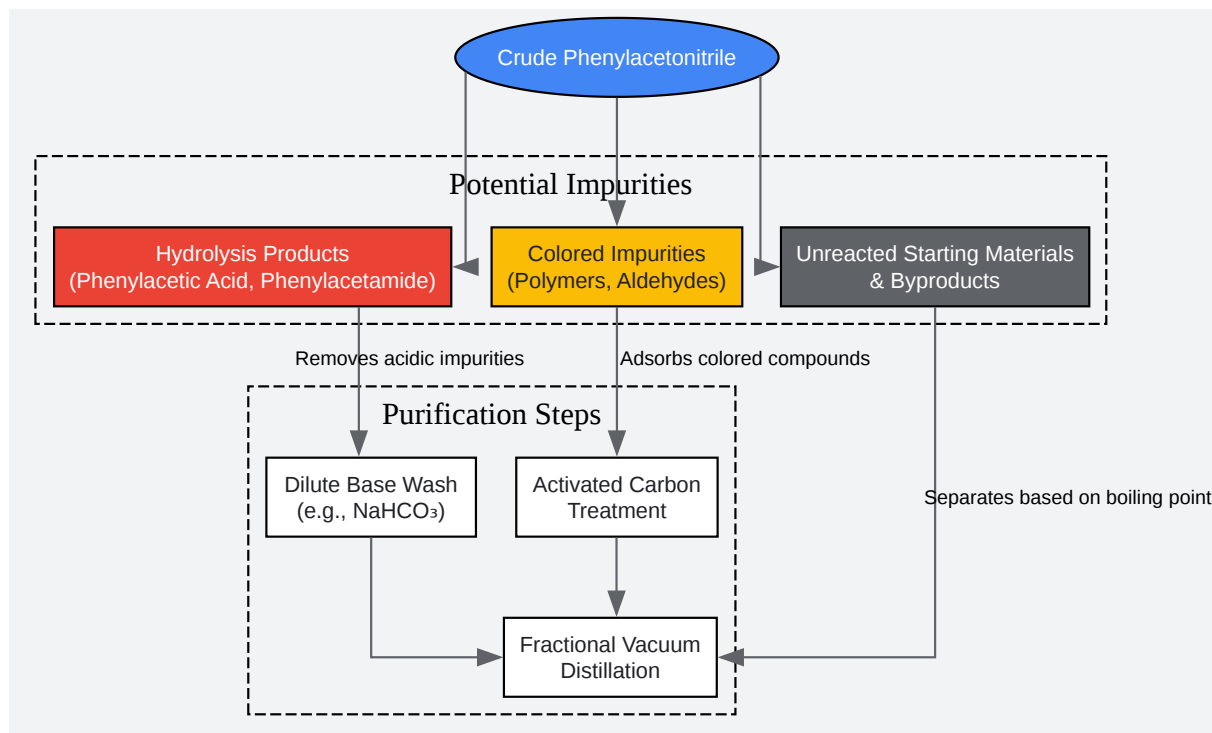 Crude Phenylacetonitrile
Potential Impurities
Hydrolysis Products
(Phenylacetic Acid, Phenylacetamide)
Colored Impurities
(Polymers, Aldehydes)
Unreacted Starting Materials
& Byproducts
Removes acidic impurities
Adsorbs colored compounds
Purification Steps
Dilute Base Wash
(e.g., NaHCO₃)
Activated Carbon
Treatment
Separates based on boiling point
Fractional Vacuum
Distillation